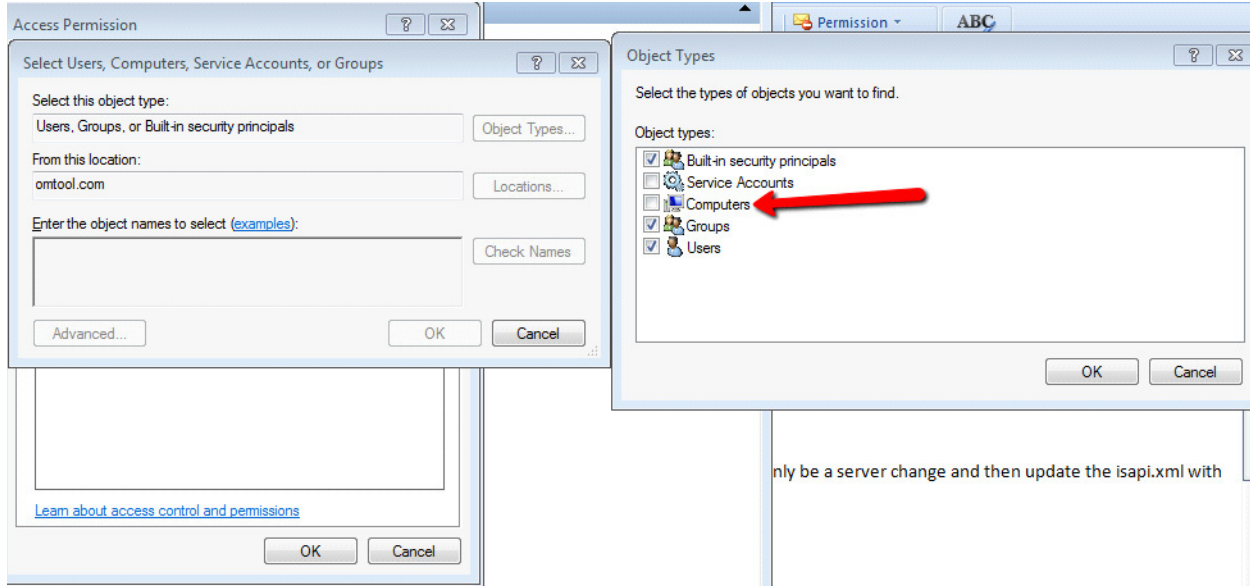 Access Permission
Select Users, Computers, Service Accounts, or Groups
Select this object type:
Users, Groups, or Built-in security principals
Object Types...
From this location:
omtool.com
Locations...
Enter the object names to select (examples):
Check Names
Advanced...
OK
Cancel
Learn about access control and permissions
OK
Cancel
Permission
ABC
Object Types
Select the types of objects you want to find.
Object types:
Built-in security principals
Service Accounts
Computers
Groups
Users
OK
Cancel
nly be a server change and then update the isapi.xml with